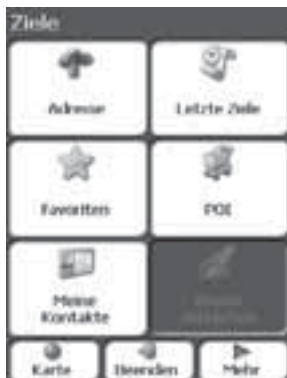 Ziele
Adresse
Letzte Ziele
Favoriten
POI
Meine
Kontakte
Karte
Beenden
Mehr